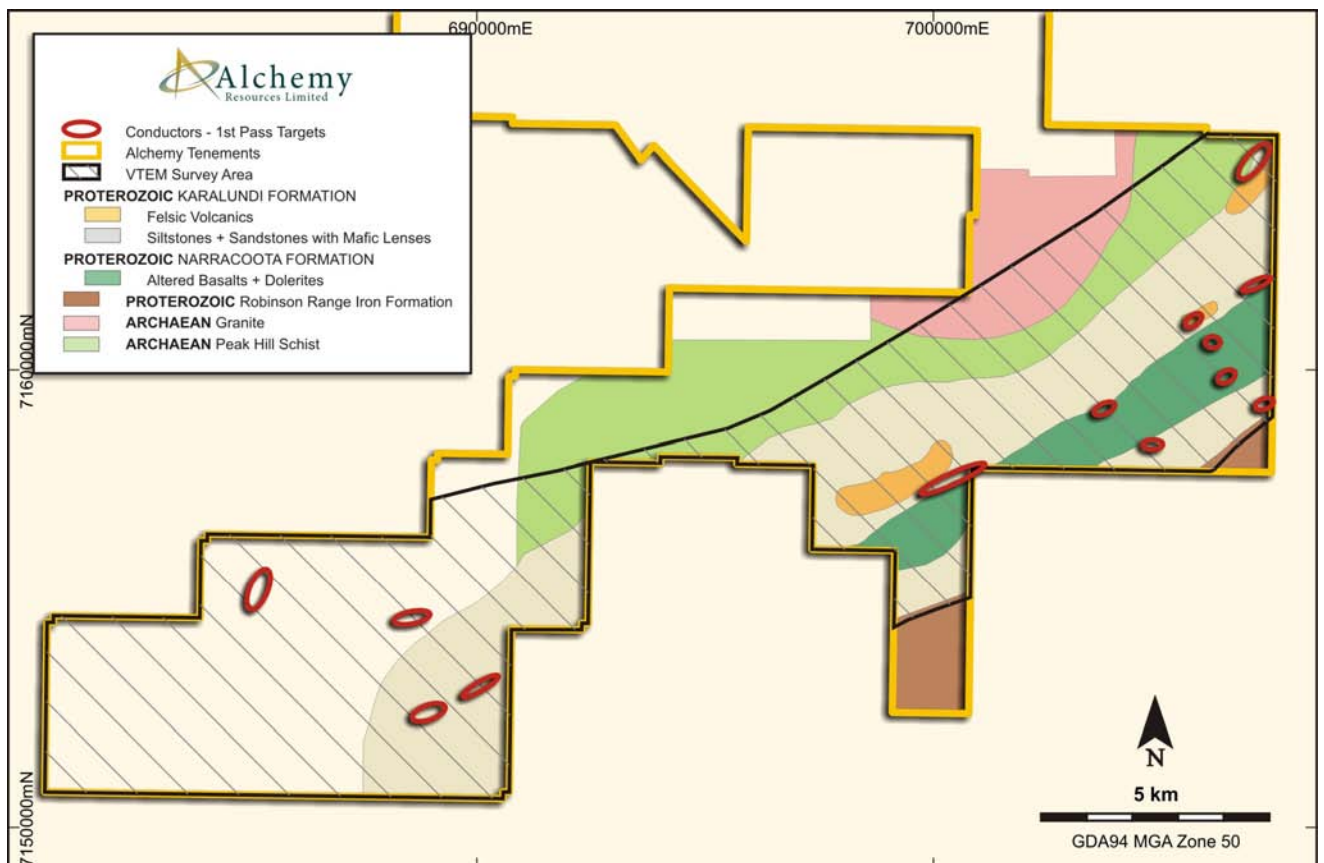 690000mE
700000mE
Alchemy
Resources Limited
Conductors - 1st Pass Targets
Alchemy Tenements
VTEM Survey Area
PROTEROZOIC KARALUNDI FORMATION
Felsic Volcanics
Siltstones + Sandstones with Mafic Lenses
PROTEROZOIC NARRACOOTA FORMATION
Altered Basalts + Dolerites
PROTEROZOIC Robinson Range Iron Formation
ARCHAEAN Granite
ARCHAEAN Peak Hill Schist
7160000mN
7150000mN
N
5 km
GDA94 MGA Zone 50